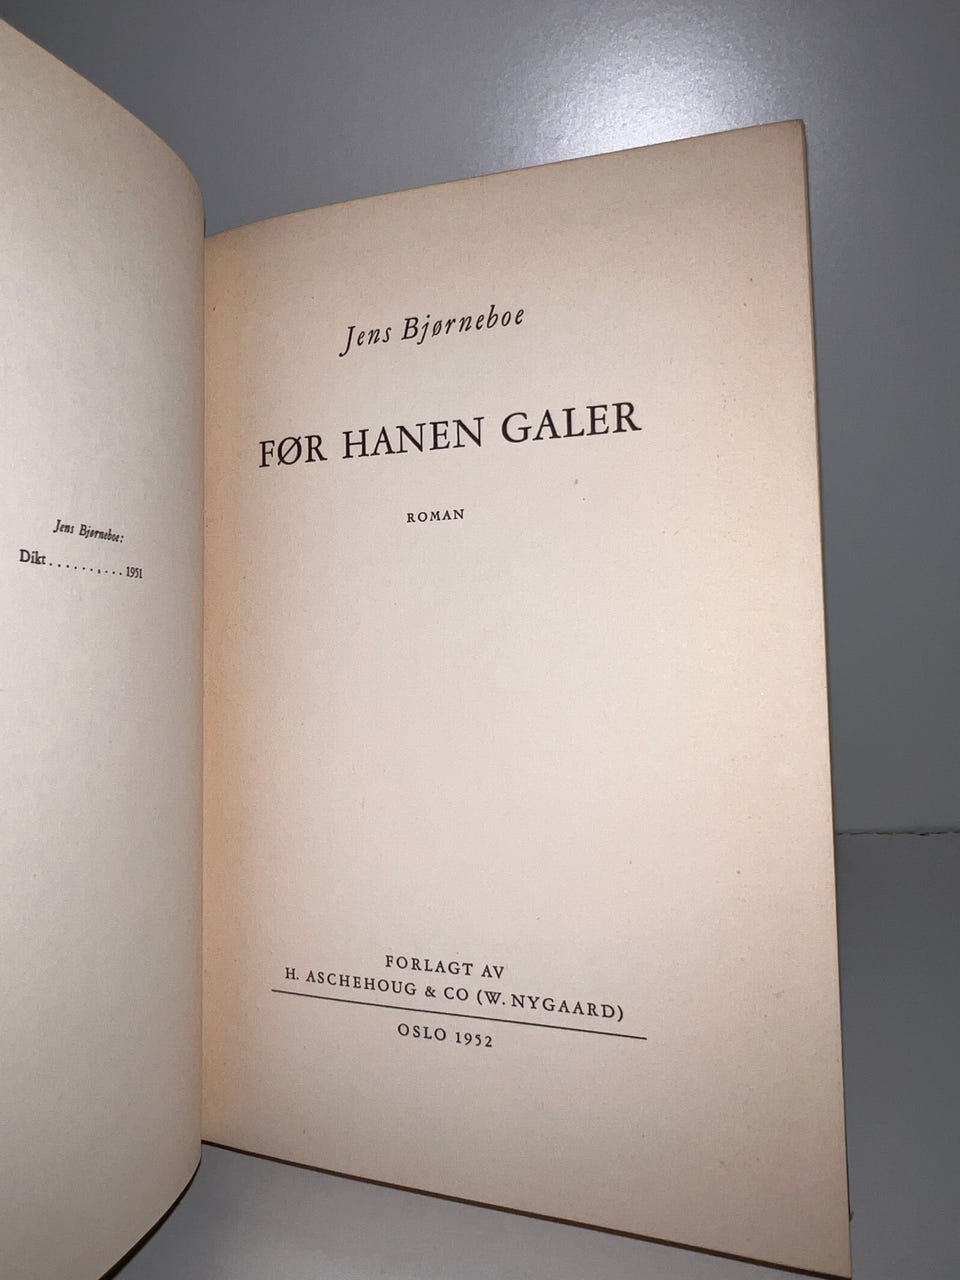 Jens Bjørneboe:
Dikt.......... 1951
Jens Bjørneboe
FØR HANEN GALER
ROMAN
FORLAGT AV
H. ASCHEHOUG & CO (W. NYGAARD)
OSLO 1952